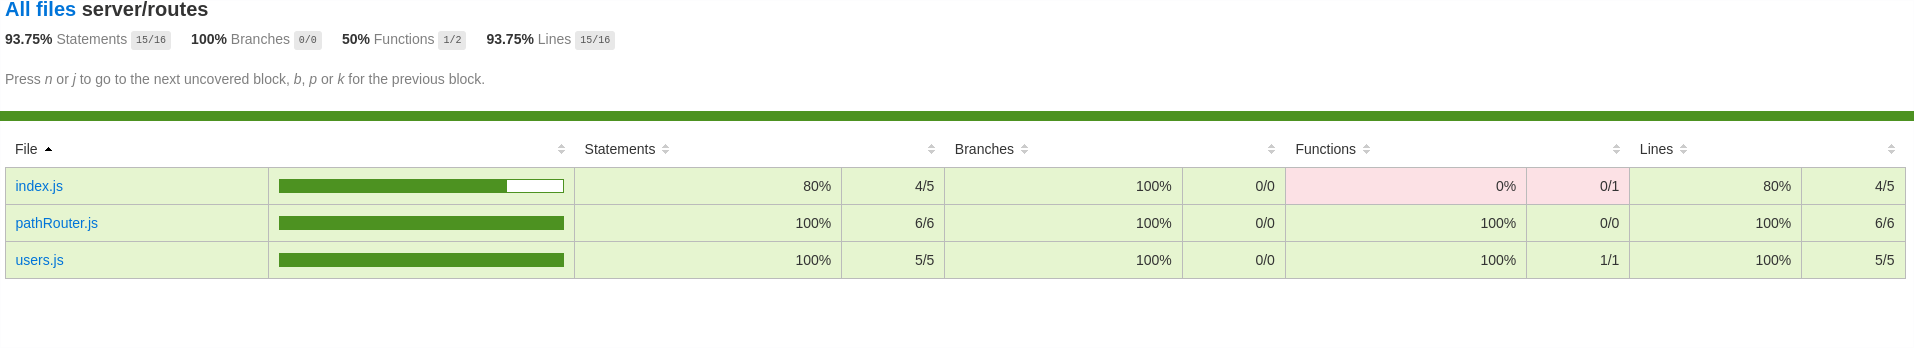 All files server/routes
93.75% Statements 15/16 100% Branches 0/0 50% Functions 1/2 93.75% Lines 15/16
Press n or j to go to the next uncovered block, b, p or k for the previous block.
File Statements Branches Functions Lines
index.js 80% 4/5 100% 0/0 0% 0/1 80% 4/5
pathRouter.js 100% 6/6 100% 0/0 100% 0/0 100% 6/6
users.js 100% 5/5 100% 0/0 100% 1/1 100% 5/5